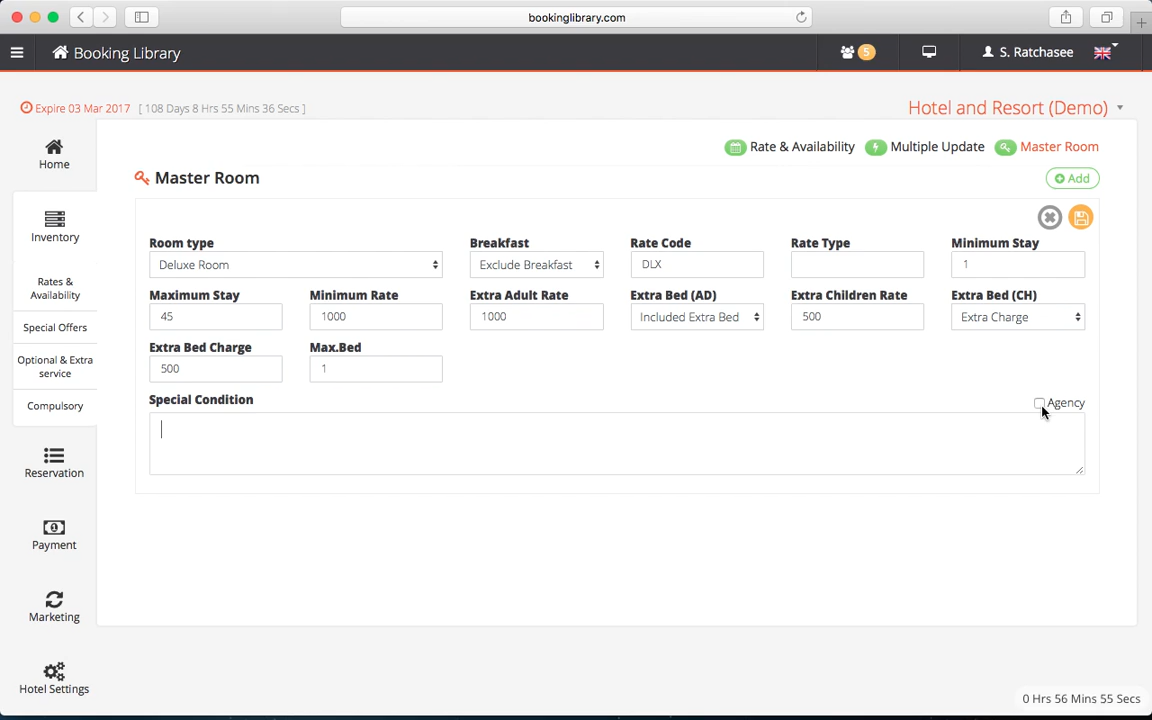 bookinglibrary.com
Booking Library
5
S. Ratchasee
Expire 03 Mar 2017 [ 108 Days 8 Hrs 55 Mins 36 Secs ]
Hotel and Resort (Demo)
Home
Inventory
Rates &
Availability
Special Offers
Optional & Extra
service
Compsulsory
Reservation
Payment
Marketing
Hotel Settings
Rate & Availability
Multiple Update
Master Room
Master Room
Add
Room type
Breakfast
Rate Code
Rate Type
Minimum Stay
Deluxe Room
Exclude Breakfast
DLX
1
Maximum Stay
Minimum Rate
Extra Adult Rate
Extra Bed (AD)
Extra Children Rate
Extra Bed (CH)
45
1000
1000
Included Extra Bed
500
Extra Charge
Extra Bed Charge
Max.Bed
500
1
Special Condition
Agency
0 Hrs 56 Mins 55 Secs